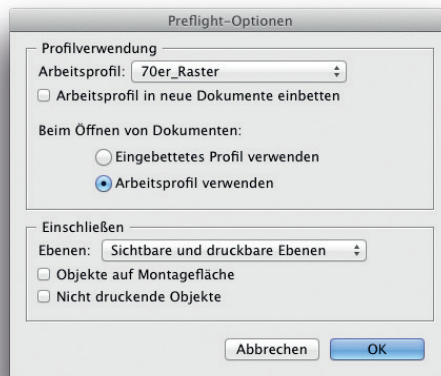 Preflight-Optionen
Profilverwendung
Arbeitsprofil: 70er_Raster
Arbeitsprofil in neue Dokumente einbetten
Beim Öffnen von Dokumenten:
Eingebettetes Profil verwenden
Arbeitsprofil verwenden
Einschließen
Ebenen: Sichtbare und druckbare Ebenen
Objekte auf Montagefläche
Nicht druckende Objekte
Abbrechen OK